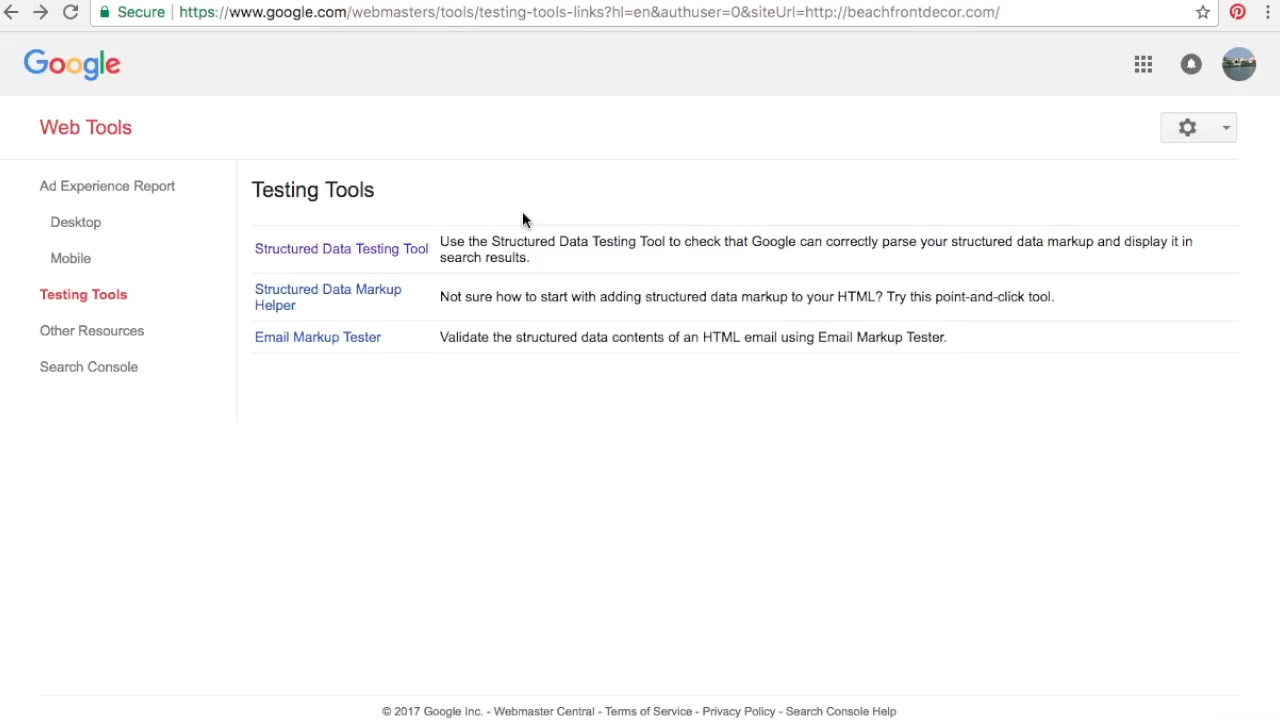 Secure https://www.google.com/webmasters/tools/testing-tools-links?hl=en&authuser=0&siteUrl=http://beachfrontdecor.com/
Google
Web Tools
Ad Experience Report
Desktop
Mobile
Testing Tools
Other Resources
Search Console
Testing Tools
Structured Data Testing Tool
Use the Structured Data Testing Tool to check that Google can correctly parse your structured data markup and display it in
search results.
Structured Data Markup
Helper
Not sure how to start with adding structured data markup to your HTML? Try this point-and-click tool.
Email Markup Tester
Validate the structured data contents of an HTML email using Email Markup Tester.
© 2017 Google Inc. - Webmaster Central - Terms of Service - Privacy Policy - Search Console Help